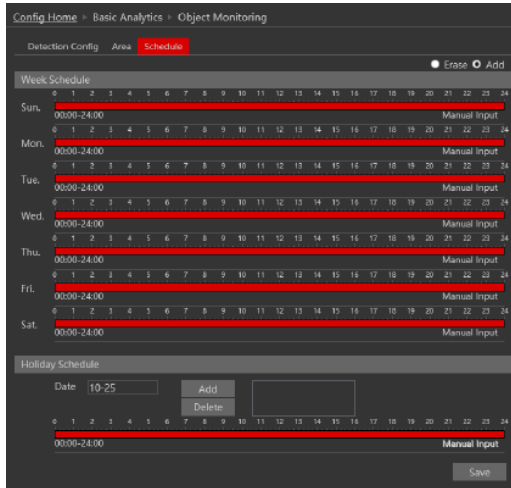 Config Home ▸ Basic Analytics ▸ Object Monitoring
Detection Config Area Schedule
Erase Add
Week Schedule
0 1 2 3 4 5 6 7 8 9 10 11 12 13 14 15 16 17 18 19 20 21 22 23 24
Sun.
00:00-24:00 Manual Input
0 1 2 3 4 5 6 7 8 9 10 11 12 13 14 15 16 17 18 19 20 21 22 23 24
Mon.
00:00-24:00 Manual Input
0 1 2 3 4 5 6 7 8 9 10 11 12 13 14 15 16 17 18 19 20 21 22 23 24
Tue.
00:00-24:00 Manual Input
0 1 2 3 4 5 6 7 8 9 10 11 12 13 14 15 16 17 18 19 20 21 22 23 24
Wed.
00:00-24:00 Manual Input
0 1 2 3 4 5 6 7 8 9 10 11 12 13 14 15 16 17 18 19 20 21 22 23 24
Thu.
00:00-24:00 Manual Input
0 1 2 3 4 5 6 7 8 9 10 11 12 13 14 15 16 17 18 19 20 21 22 23 24
Fri.
00:00-24:00 Manual Input
0 1 2 3 4 5 6 7 8 9 10 11 12 13 14 15 16 17 18 19 20 21 22 23 24
Sat.
00:00-24:00 Manual Input
Holiday Schedule
Date 10-25 Add
Delete
0 1 2 3 4 5 6 7 8 9 10 11 12 13 14 15 16 17 18 19 20 21 22 23 24
00:00-24:00 Manual Input
Save